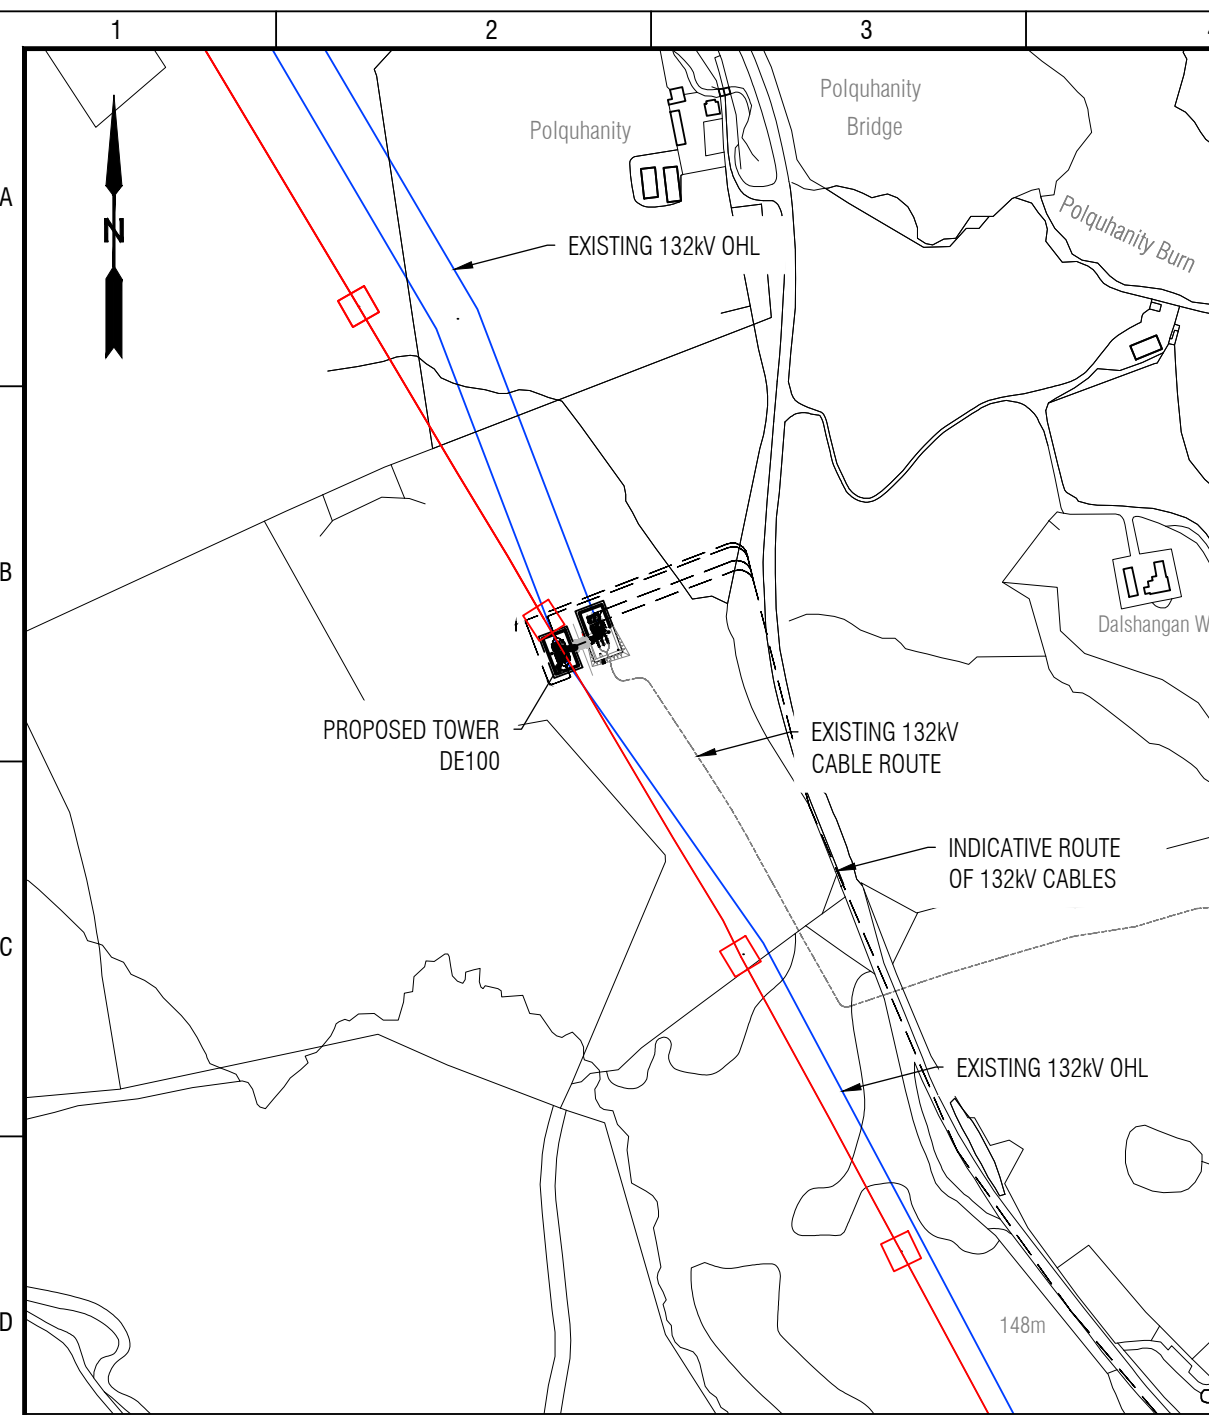 1
2
3
A
B
C
D
N
Polquhanity
Polquhanity
Bridge
Polquhanity Burn
EXISTING 132kV OHL
Dalshangan W
PROPOSED TOWER
DE100
EXISTING 132kV
CABLE ROUTE
INDICATIVE ROUTE
OF 132kV CABLES
EXISTING 132kV OHL
148m